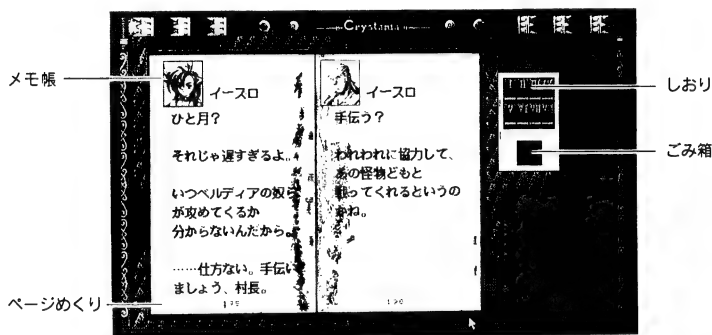 Crystania
メモ帳
しおり
ごみ箱
ページめくり
イースロ
ひと月？
それじゃ遅すぎるよ。
いつベルディアの奴ら
が攻めてくるか
分からないんだから。
……仕方ない。手伝い
ましょう、村長。
イースロ
手伝う？
われわれに協力して、
あの怪物どもと
戦ってくれるというの
かね。